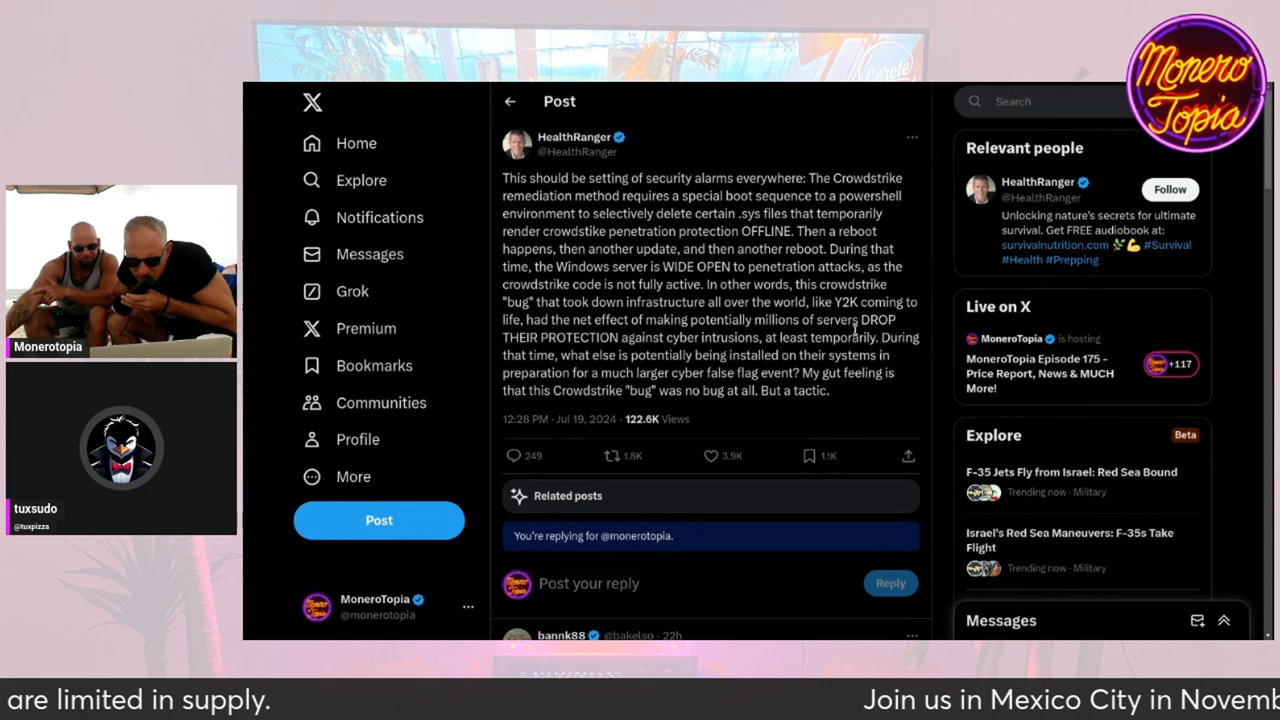 Monero
Topia
Cercle
Monerotopia
tuxsudo
@tuxpizza
Home
Explore
Notifications
Messages
Grok
Premium
Bookmarks
Communities
Profile
More
Post
MoneroTopia
@monerotopia
Post
HealthRanger
@HealthRanger
This should be setting of security alarms everywhere: The Crowdstrike
remediation method requires a special boot sequence to a powershell
environment to selectively delete certain .sys files that temporarily
render crowdstike penetration protection OFFLINE. Then a reboot
happens, then another update, and then another reboot. During that
time, the Windows server is WIDE OPEN to penetration attacks, as the
crowdstrike code is not fully active. In other words, this crowdstrike
"bug" that took down infrastructure all over the world, like Y2K coming to
life, had the net effect of making potentially millions of servers DROP
THEIR PROTECTION against cyber intrusions, at least temporarily. During
that time, what else is potentially being installed on their systems in
preparation for a much larger cyber false flag event? My gut feeling is
that this Crowdstrike "bug" was no bug at all. But a tactic.
12:28 PM · Jul 19, 2024 · 122.6K Views
249 1.8K 3.9K 1.1K
Related posts
You're replying for @monerotopia.
Post your reply
Reply
bannk88 @bakelso · 22h
Search
Relevant people
HealthRanger
@HealthRanger
Follow
Unlocking nature's secrets for ultimate
survival. Get FREE audiobook at:
survivalnutrition.com #Survival
#Health #Prepping
Live on X
MoneroTopia is hosting
MoneroTopia Episode 175 -
Price Report, News & MUCH
More!
+117
Explore
Beta
F-35 Jets Fly from Israel: Red Sea Bound
Trending now · Military
Israel's Red Sea Maneuvers: F-35s Take
Flight
Trending now · Military
Messages
are limited in supply.
Join us in Mexico City in Novemb